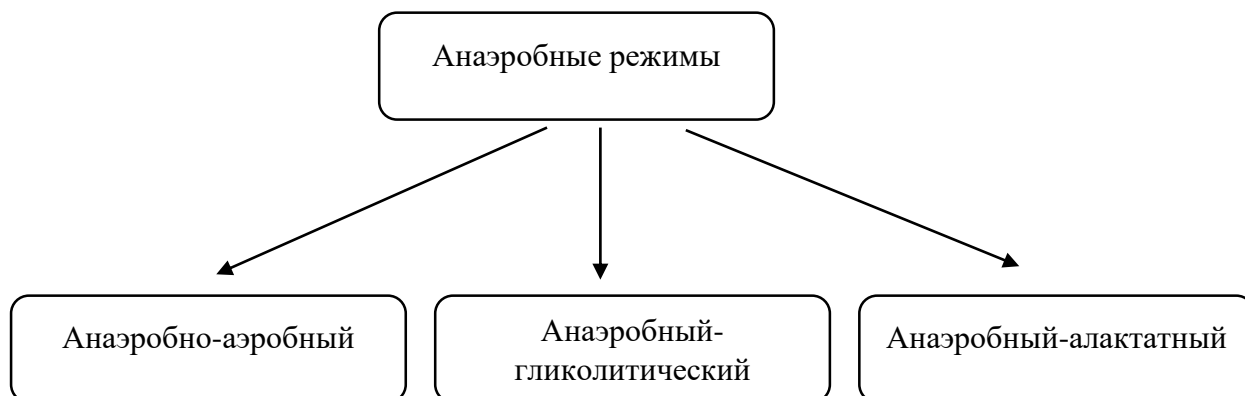 Анаэробные режимы
Анаэробно-аэробный
Анаэробный-
гликолитический
Анаэробный-алактатный